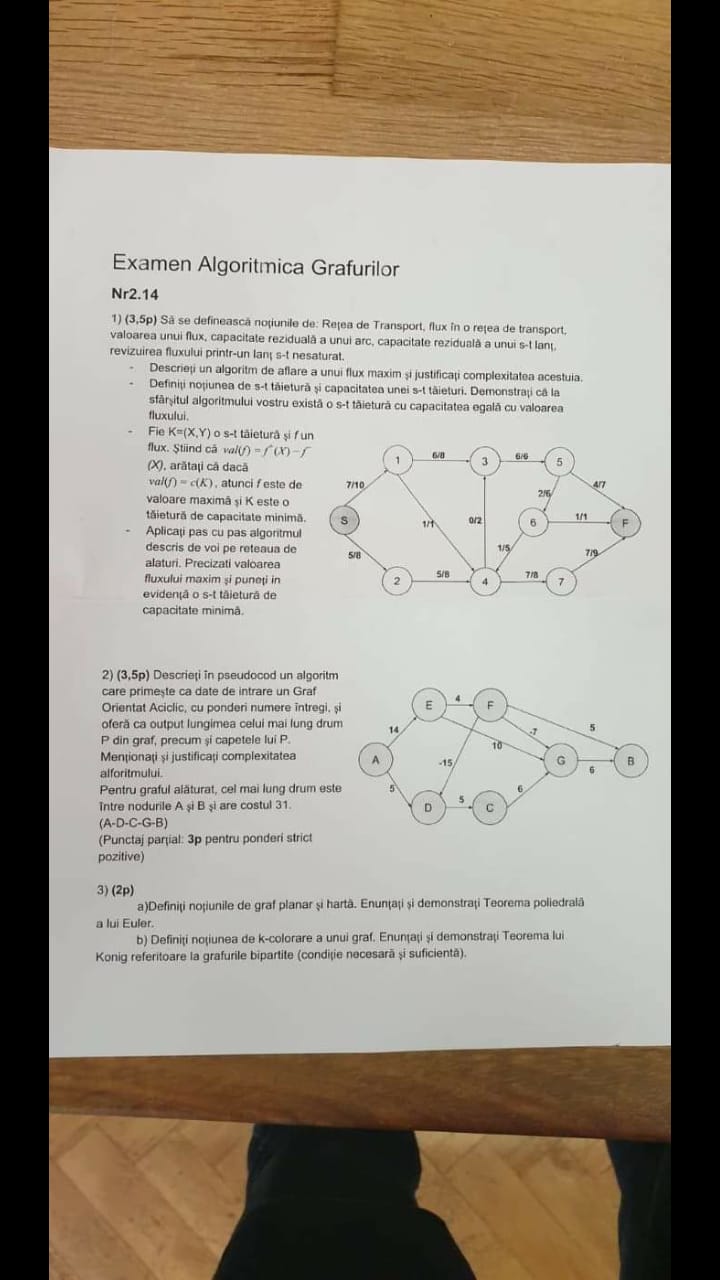 Examen Algoritmica Grafurilor
Nr2.14
1) (3,5p) Să se definească noțiunile de: Rețea de Transport, flux în o rețea de transport,
valoarea unui flux, capacitate reziduală a unui arc, capacitate reziduală a unui s-t lanț,
revizuirea fluxului printr-un lanț s-t nesaturat.
- Descrieți un algoritm de aflare a unui flux maxim și justificați complexitatea acestuia.
- Definiți noțiunea de s-t tăietură și capacitatea unei s-t tăieturi. Demonstrați că la
sfârșitul algoritmului vostru există o s-t tăietură cu capacitatea egală cu valoarea
fluxului.
- Fie K=(X,Y) o s-t tăietură și f un
flux. Știind că val(f) = f⁺(X) − f⁻
(X), arătați că dacă
val(f) = c(K), atunci f este de
valoare maximă și K este o
tăietură de capacitate minimă.
- Aplicați pas cu pas algoritmul
descris de voi pe reteaua de
alaturi. Precizati valoarea
fluxului maxim și puneți in
evidență o s-t tăietură de
capacitate minimă.
1
6/8
3
6/6
5
7/10
2/6
4/7
S
1/1
0/2
6
1/1
F
5/8
1/5
7/9
2
5/8
4
7/8
7
2) (3,5p) Descrieți în pseudocod un algoritm
care primește ca date de intrare un Graf
Orientat Aciclic, cu ponderi numere întregi, și
oferă ca output lungimea celui mai lung drum
P din graf, precum și capetele lui P.
Menționați și justificați complexitatea
alforitmului.
Pentru graful alăturat, cel mai lung drum este
între nodurile A și B și are costul 31.
(A-D-C-G-B)
(Punctaj parțial: 3p pentru ponderi strict
pozitive)
E
4
F
14
-7
5
10
A
-15
G
6
B
5
D
5
C
6
3) (2p)
a)Definiți noțiunile de graf planar și hartă. Enunțați și demonstrați Teorema poliedrală
a lui Euler.
b) Definiți noțiunea de k-colorare a unui graf. Enunțați și demonstrați Teorema lui
Konig referitoare la grafurile bipartite (condiție necesară și suficientă).